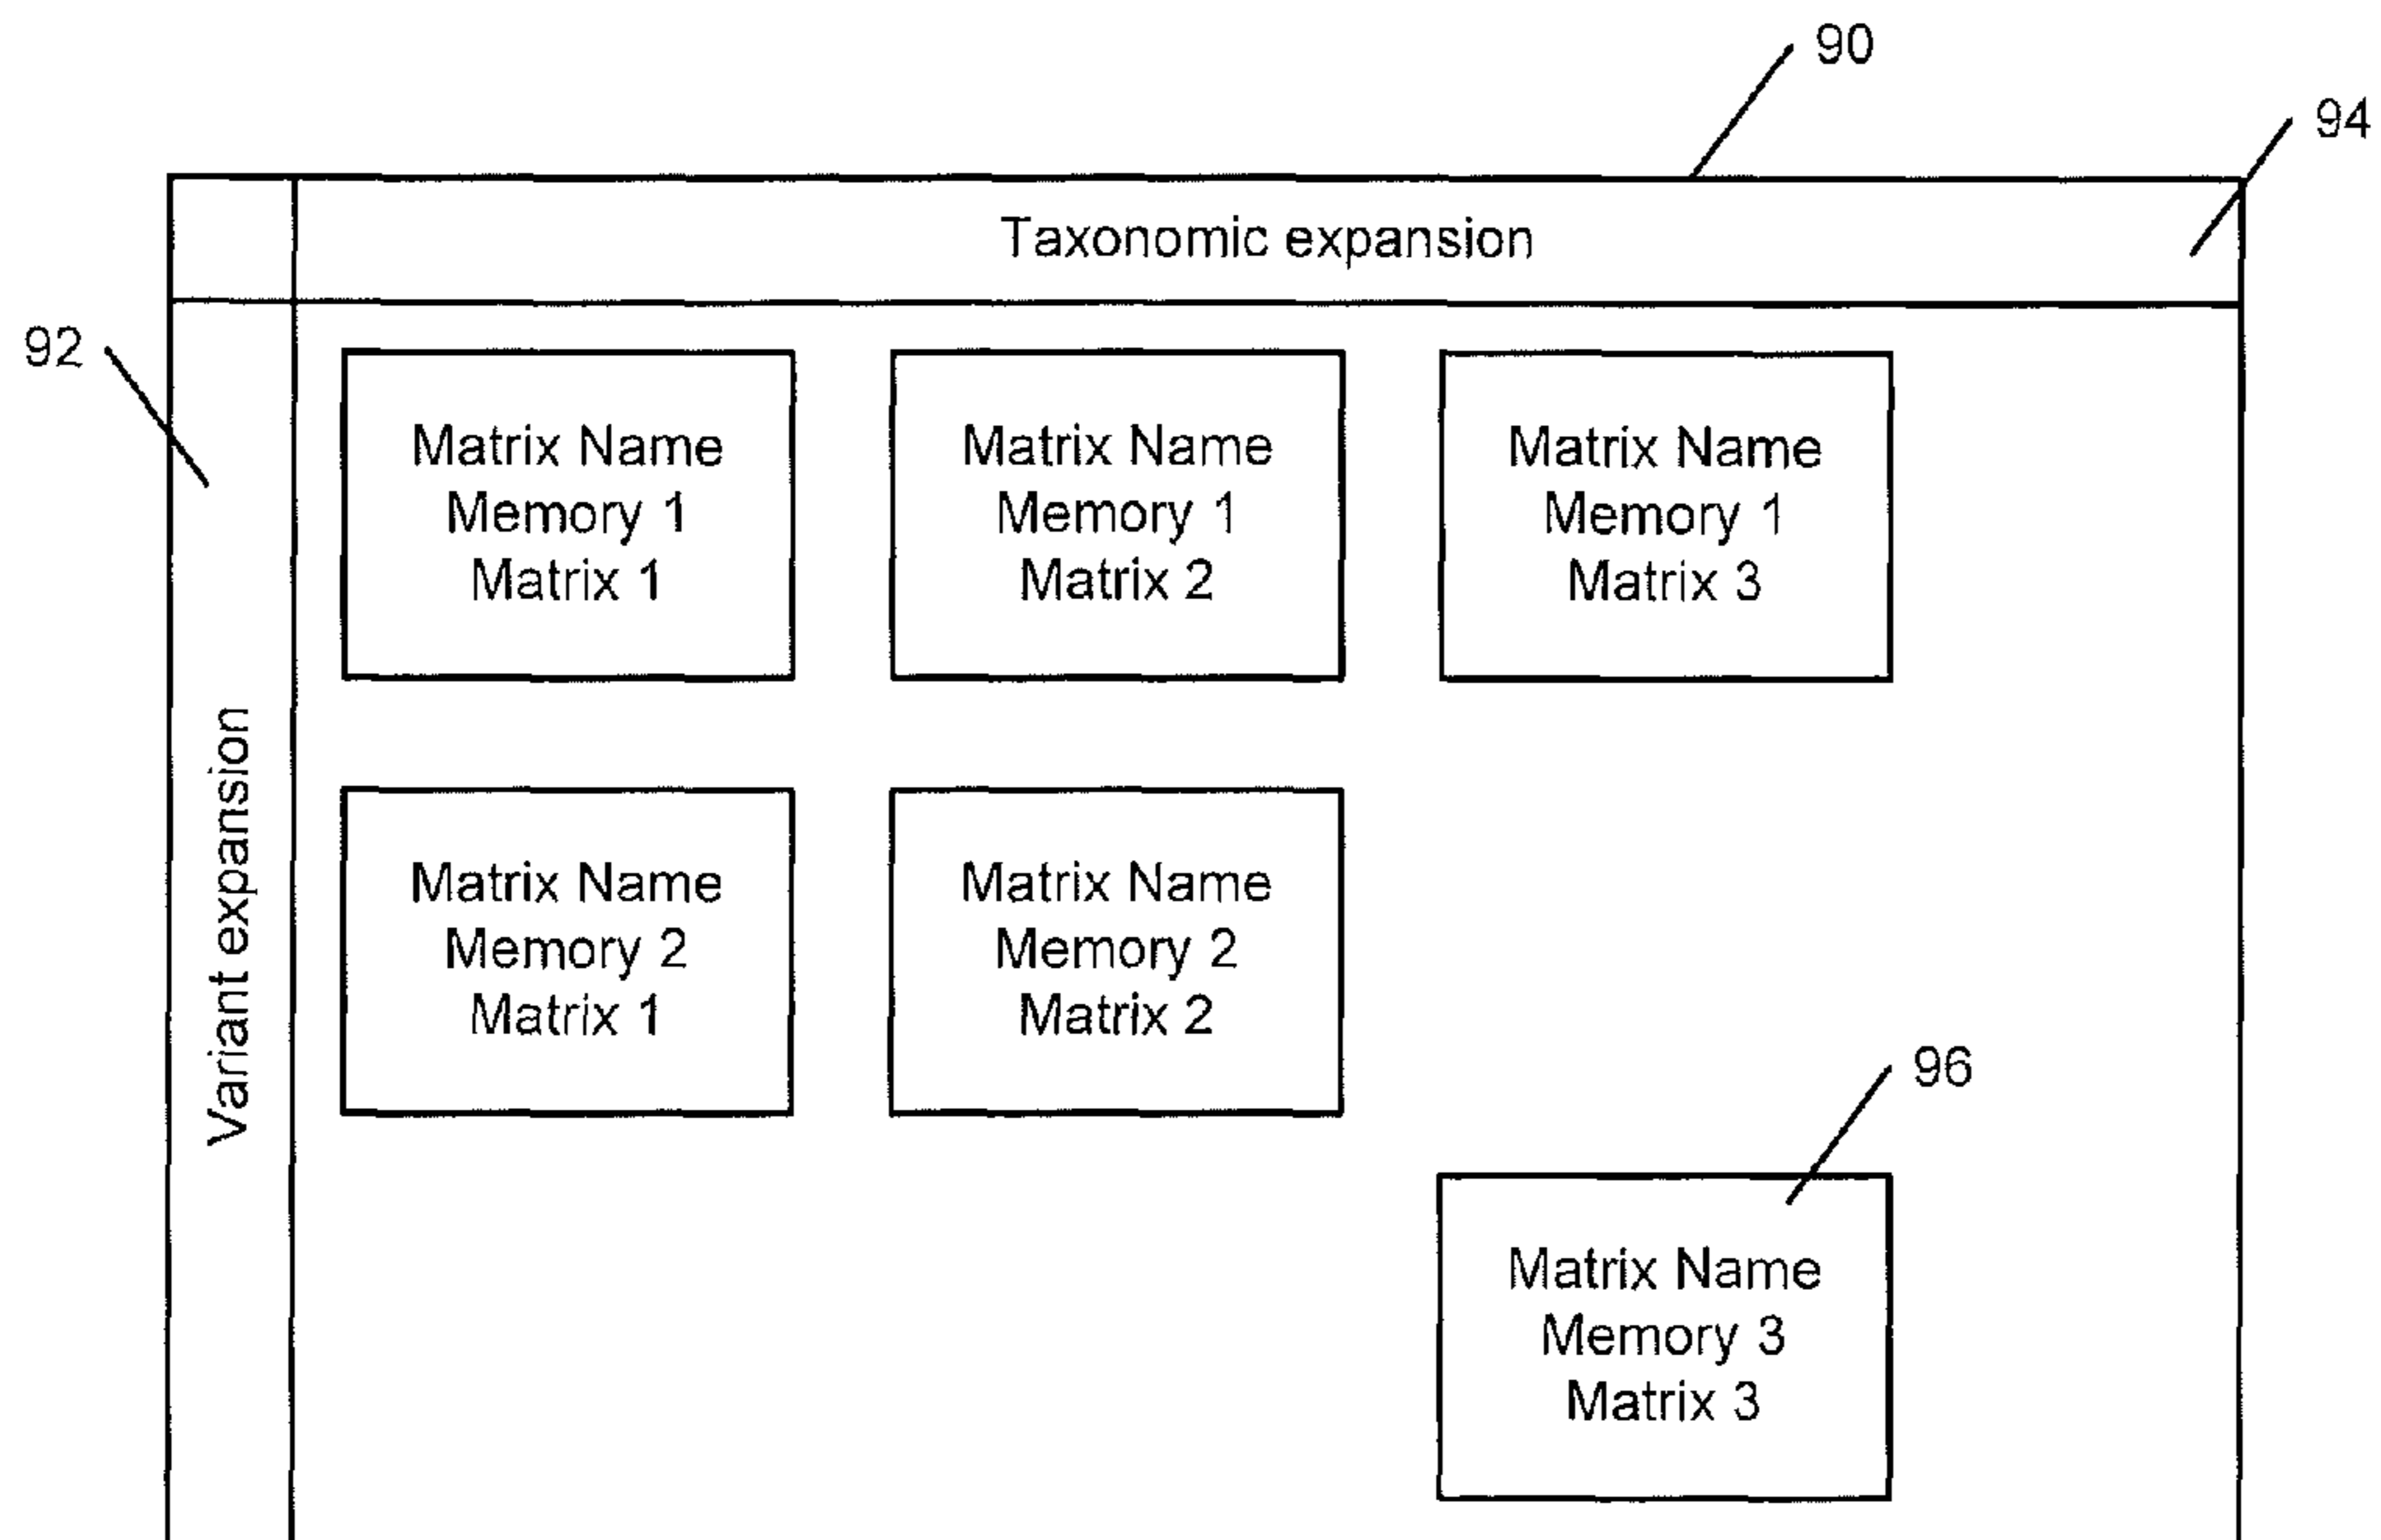 90
94
Taxonomic expansion
92
Matrix Name
Memory 1
Matrix 1
Matrix Name
Memory 1
Matrix 2
Matrix Name
Memory 1
Matrix 3
Variant expansion
Matrix Name
Memory 2
Matrix 1
Matrix Name
Memory 2
Matrix 2
96
Matrix Name
Memory 3
Matrix 3